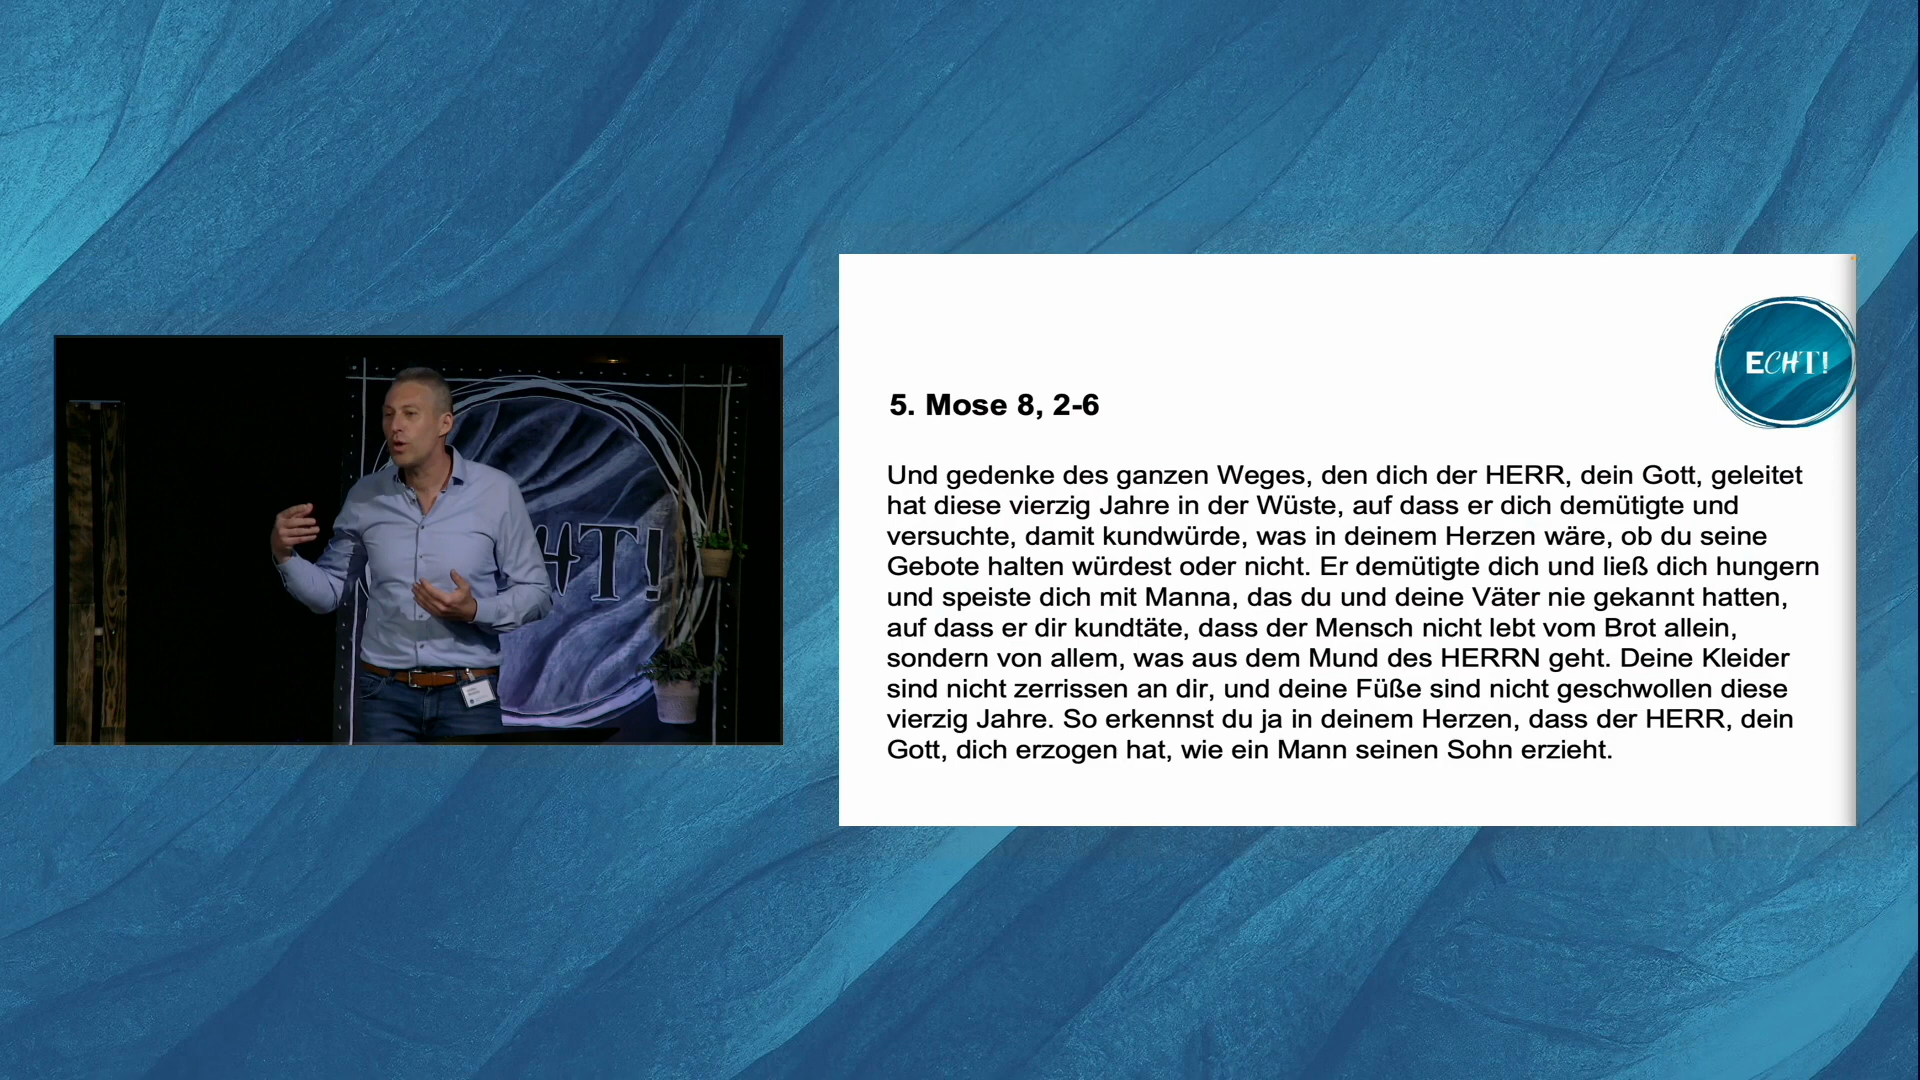 CHT!
ECHT!
5. Mose 8, 2-6
Und gedenke des ganzen Weges, den dich der HERR, dein Gott, geleitet
hat diese vierzig Jahre in der Wüste, auf dass er dich demütigte und
versuchte, damit kundwürde, was in deinem Herzen wäre, ob du seine
Gebote halten würdest oder nicht. Er demütigte dich und ließ dich hungern
und speiste dich mit Manna, das du und deine Väter nie gekannt hatten,
auf dass er dir kundtäte, dass der Mensch nicht lebt vom Brot allein,
sondern von allem, was aus dem Mund des HERRN geht. Deine Kleider
sind nicht zerrissen an dir, und deine Füße sind nicht geschwollen diese
vierzig Jahre. So erkennst du ja in deinem Herzen, dass der HERR, dein
Gott, dich erzogen hat, wie ein Mann seinen Sohn erzieht.